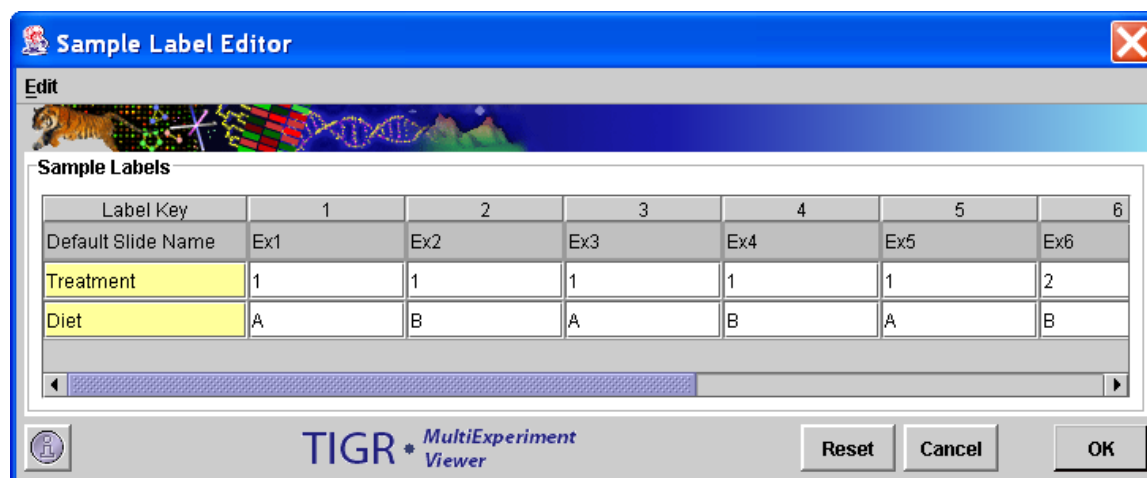 Sample Label Editor
Edit
Sample Labels
Label Key 1 2 3 4 5 6
Default Slide Name Ex1 Ex2 Ex3 Ex4 Ex5 Ex6
Treatment 1 1 1 1 1 2
Diet A B A B A B
TIGR MultiExperiment
Viewer
Reset Cancel OK